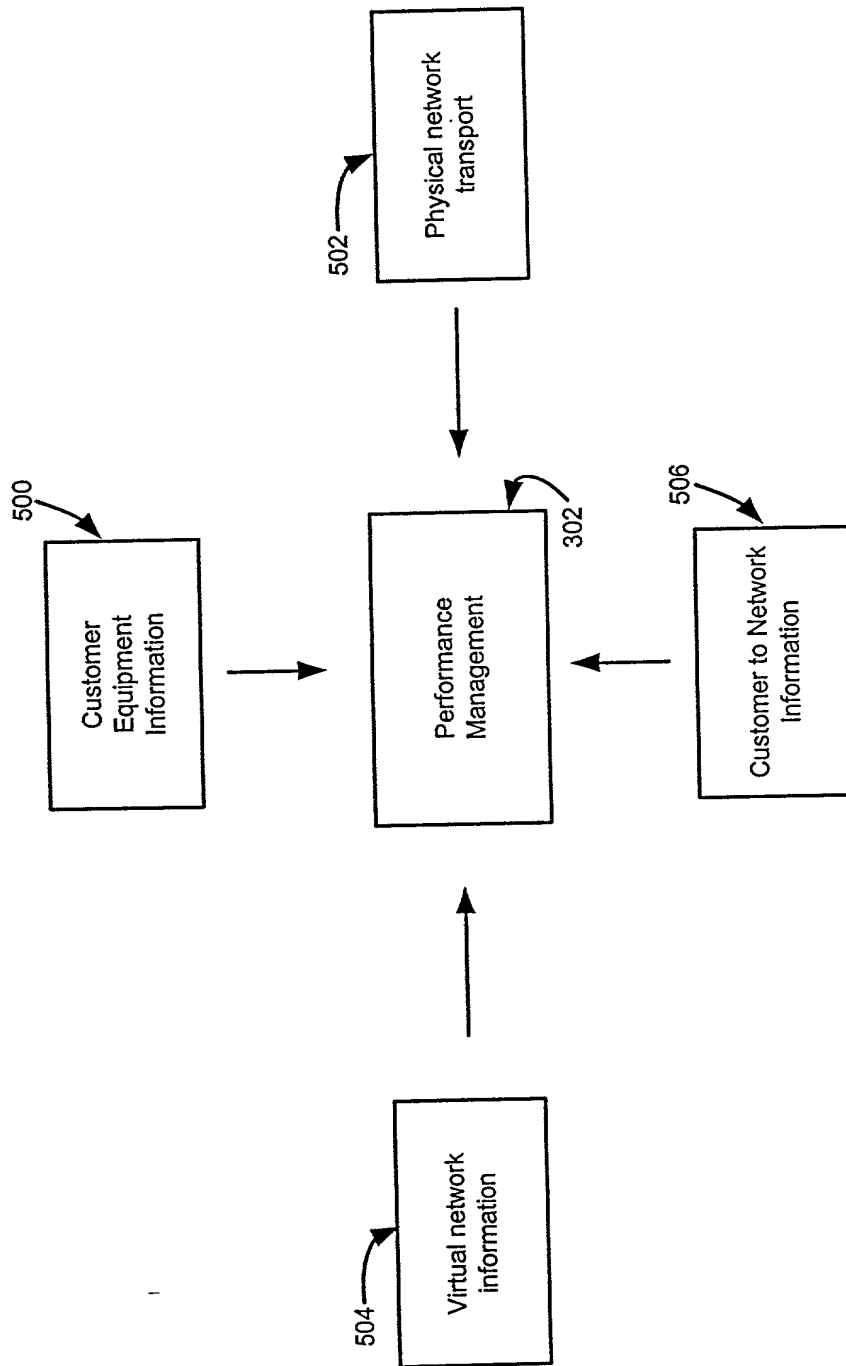 500
Customer
Equipment
Information
504
Virtual network
information
Performance
Management
302
502
Physical network
transport
506
Customer to Network
Information